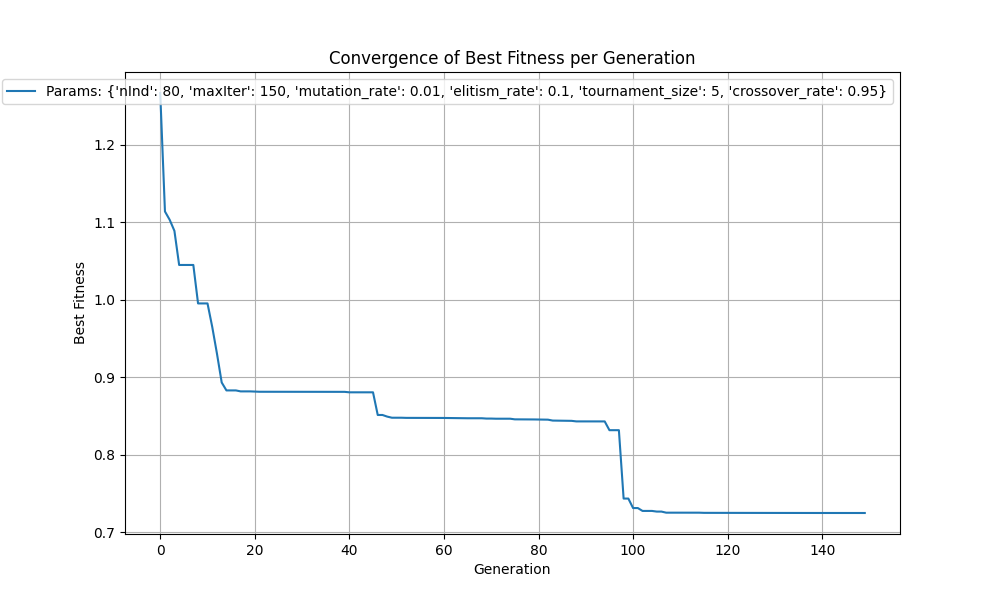 Convergence of Best Fitness per Generation
Params: {'nInd': 80, 'maxIter': 150, 'mutation_rate': 0.01, 'elitism_rate': 0.1, 'tournament_size': 5, 'crossover_rate': 0.95}
Best Fitness
1.2
1.1
1.0
0.9
0.8
0.7
0 20 40 60 80 100 120 140
Generation